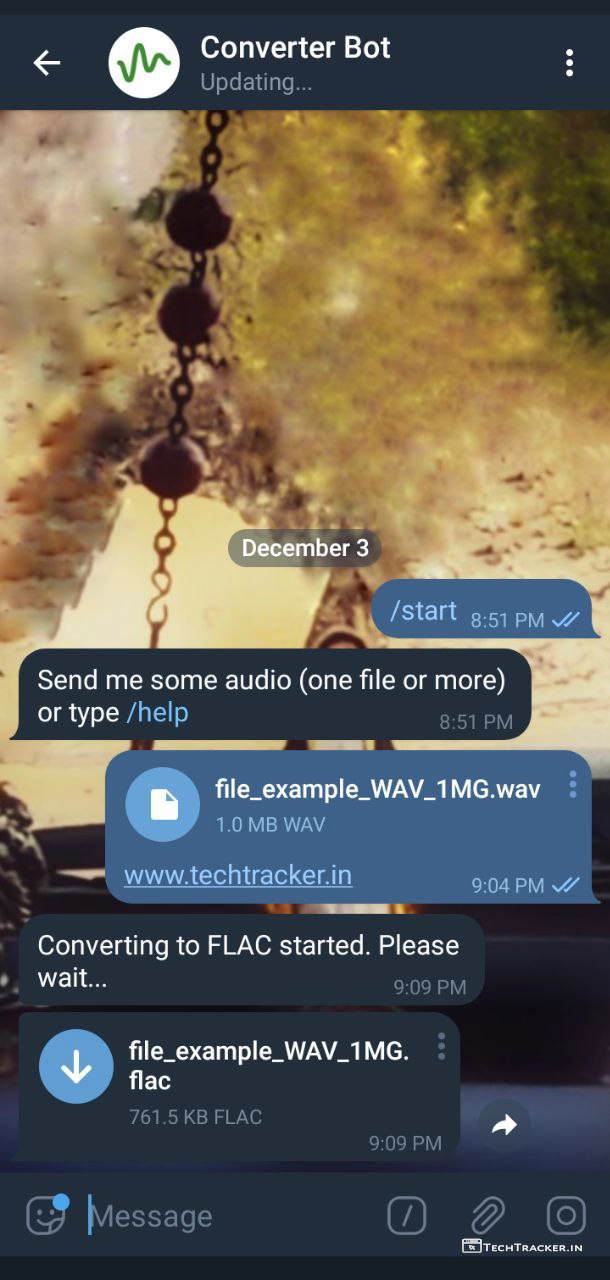 Converter Bot
Updating...
December 3
/start 8:51 PM
Send me some audio (one file or more)
or type /help 8:51 PM
file_example_WAV_1MG.wav
1.0 MB WAV
www.techtracker.in 9:04 PM
Converting to FLAC started. Please
wait... 9:09 PM
file_example_WAV_1MG.
flac
761.5 KB FLAC
9:09 PM
Message
TECHTRACKER.IN